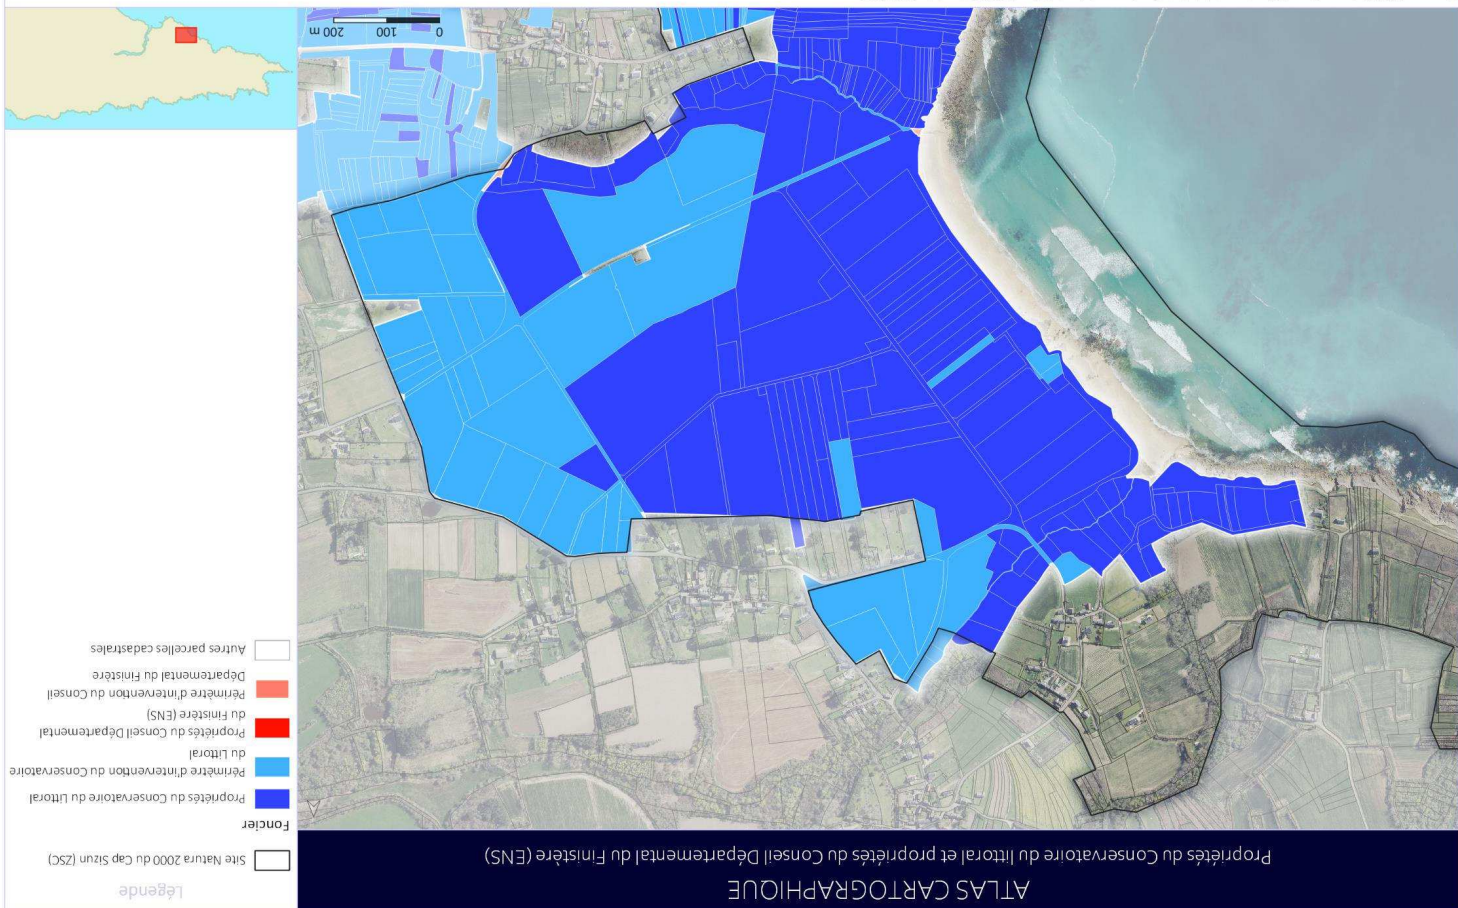 ATLAS CARTOGRAPHIQUE
Propriétés du Conservatoire du littoral et propriétés du Conseil Départemental du Finistère (ENS)
Légende
Site Natura 2000 du Cap Sizun (ZSC)
Foncier
Propriétés du Conservatoire du Littoral
Périmètre d'intervention du Conservatoire
du Littoral
Propriétés du Conseil Départemental
du Finistère (ENS)
Périmètre d'intervention du Conseil
Départemental du Finistère
Autres parcelles cadastrales
0 100 200 m